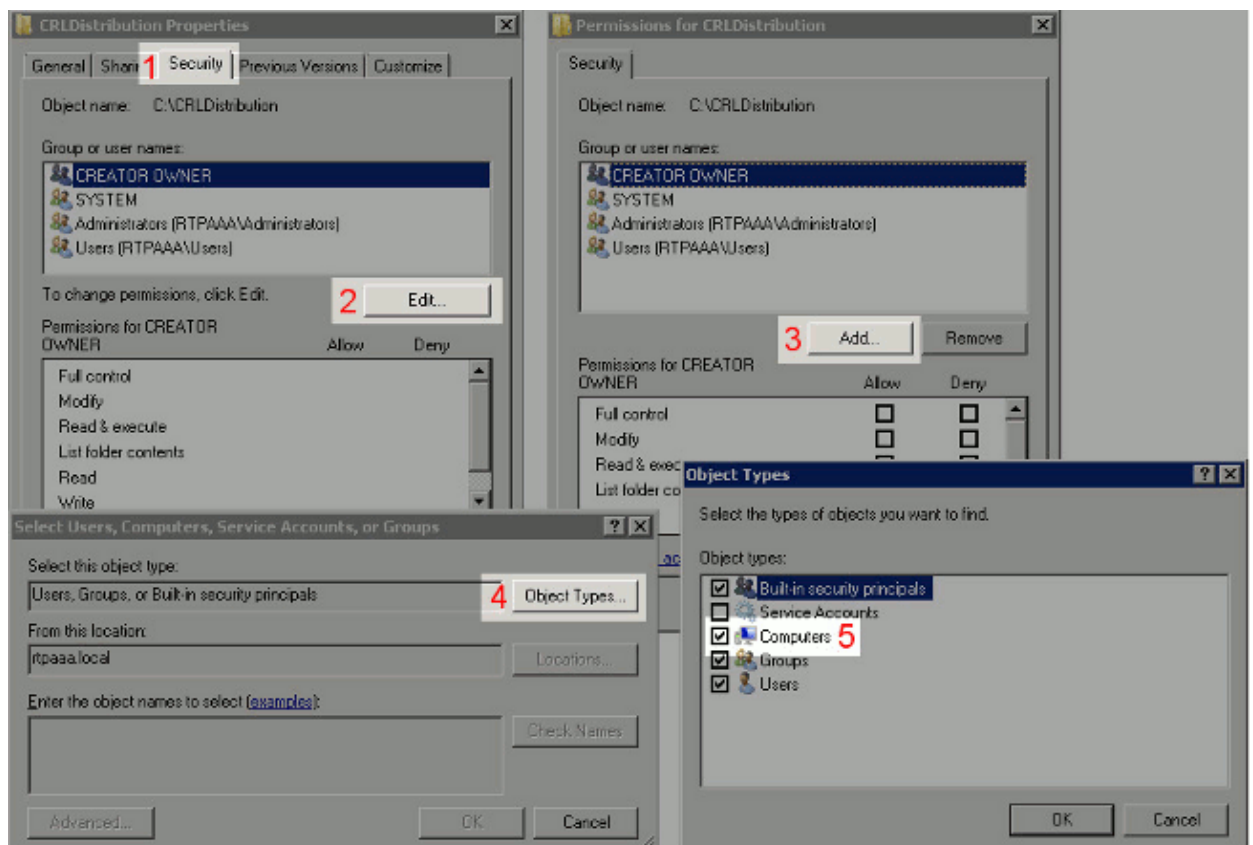 CRLDistribution Properties
General Sharin 1 Security Previous Versions Customize
Object name: C:\CRLDistribution
Group or user names:
CREATOR OWNER
SYSTEM
Administrators (RTPAAA\Administrators)
Users (RTPAAA\Users)
To change permissions, click Edit.
2 Edit...
Permissions for CREATOR
OWNER Allow Deny
Full control
Modify
Read & execute
List folder contents
Read
Write
Permissions for CRLDistribution
Security
Object name: C:\CRLDistribution
Group or user names:
CREATOR OWNER
SYSTEM
Administrators (RTPAAA\Administrators)
Users (RTPAAA\Users)
3 Add... Remove
Permissions for CREATOR
OWNER Allow Deny
Full control
Modify
Read & exec
List folder co
ac
Select Users, Computers, Service Accounts, or Groups
Select this object type:
Users, Groups, or Built-in security principals 4 Object Types...
From this location:
rtpaaa.local Locations...
Enter the object names to select (examples):
Check Names
Advanced... OK Cancel
Object Types
Select the types of objects you want to find.
Object types:
Built-in security principals
Service Accounts
Computers 5
Groups
Users
OK Cancel